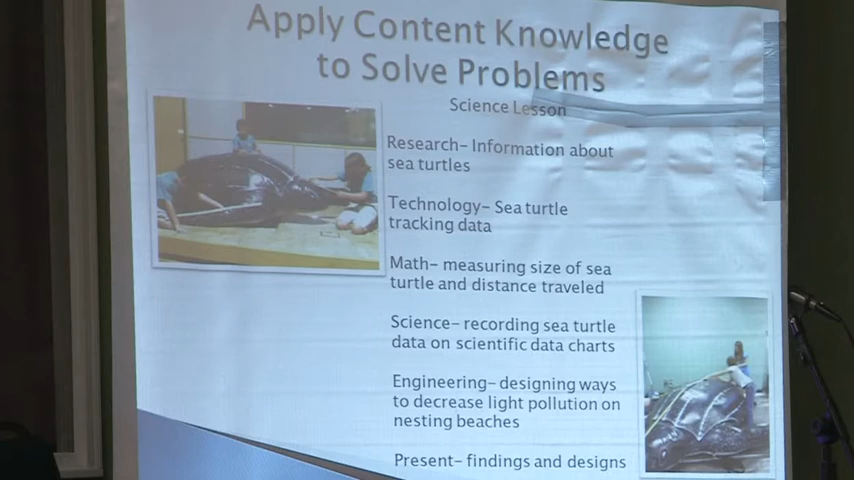 Apply Content Knowledge
to Solve Problems
Science Lesson
Research- Information about
sea turtles
Technology- Sea turtle
tracking data
Math- measuring size of sea
turtle and distance traveled
Science- recording sea turtle
data on scientific data charts
Engineering- designing ways
to decrease light pollution on
nesting beaches
Present- findings and designs